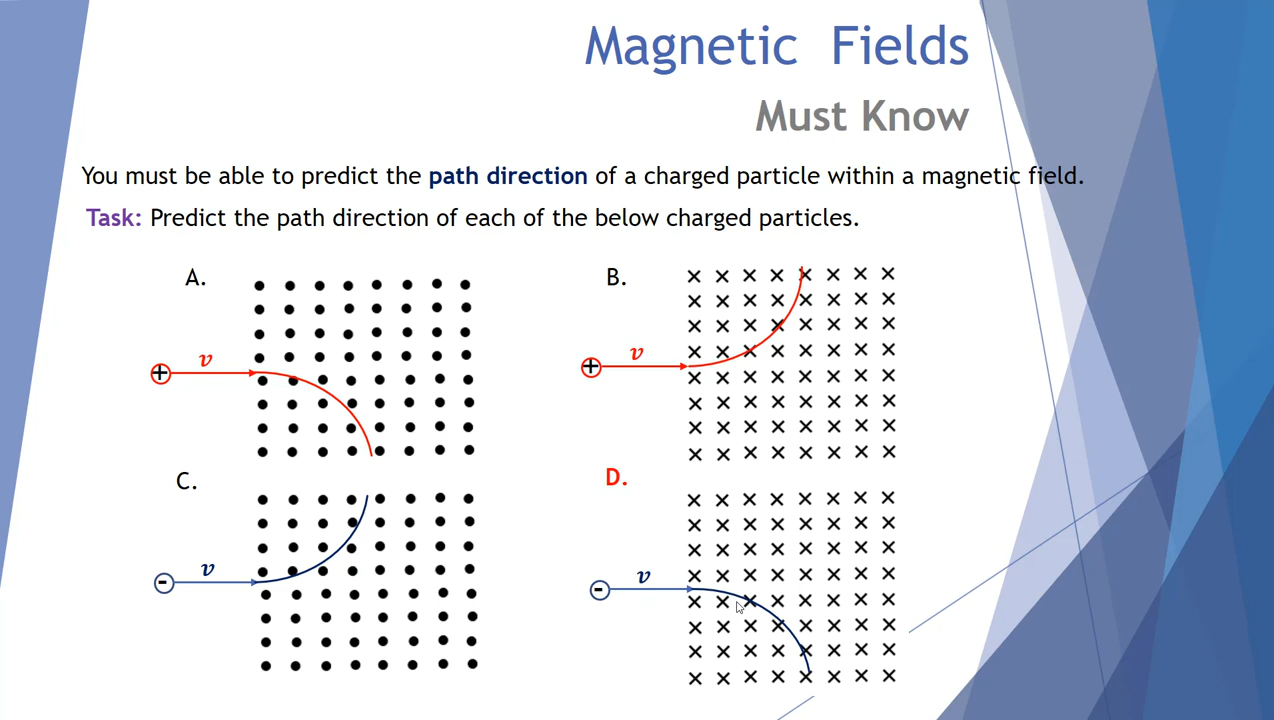 Magnetic Fields
Must Know
You must be able to predict the path direction of a charged particle within a magnetic field.
Task: Predict the path direction of each of the below charged particles.
A.
+
v
B.
+
v
C.
-
v
D.
-
v